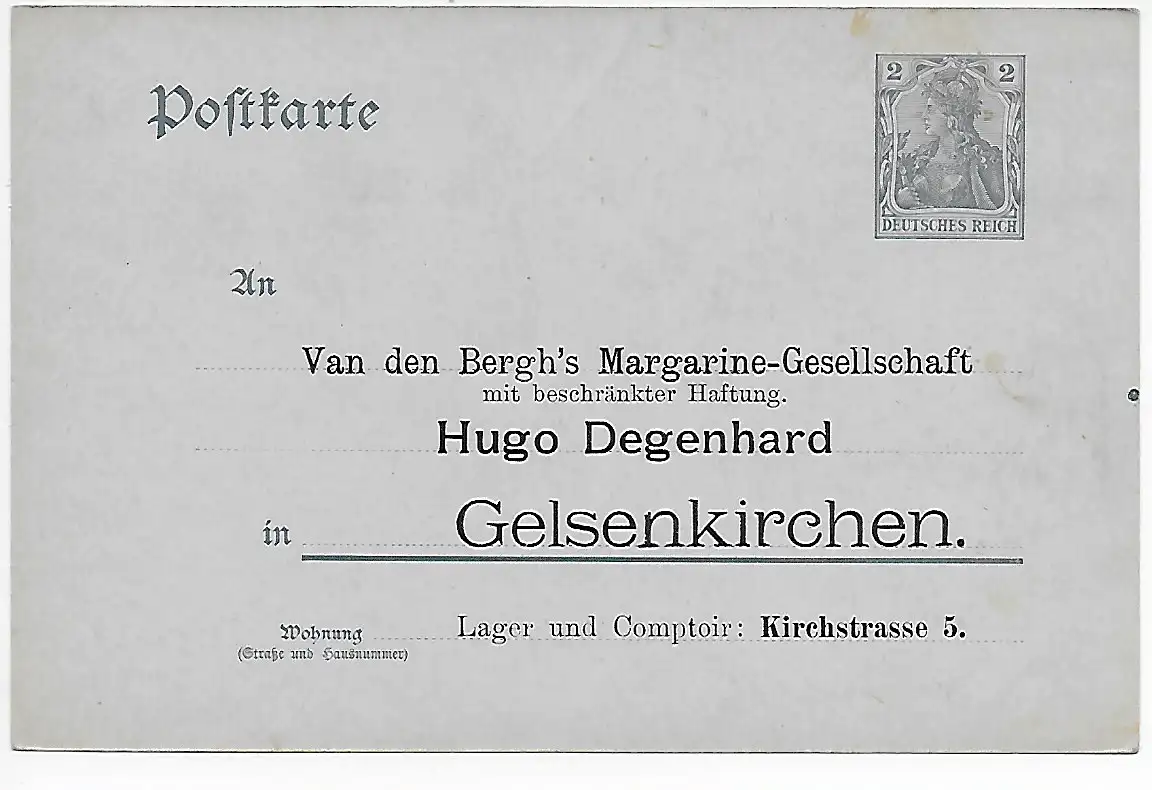 Postkarte
2 2
DEUTSCHES REICH
An
Van den Bergh's Margarine-Gesellschaft
mit beschränkter Haftung.
Hugo Degenhard
in Gelsenkirchen.
Wohnung Lager und Comptoir: Kirchstrasse 5.
(Straße und Hausnummer)